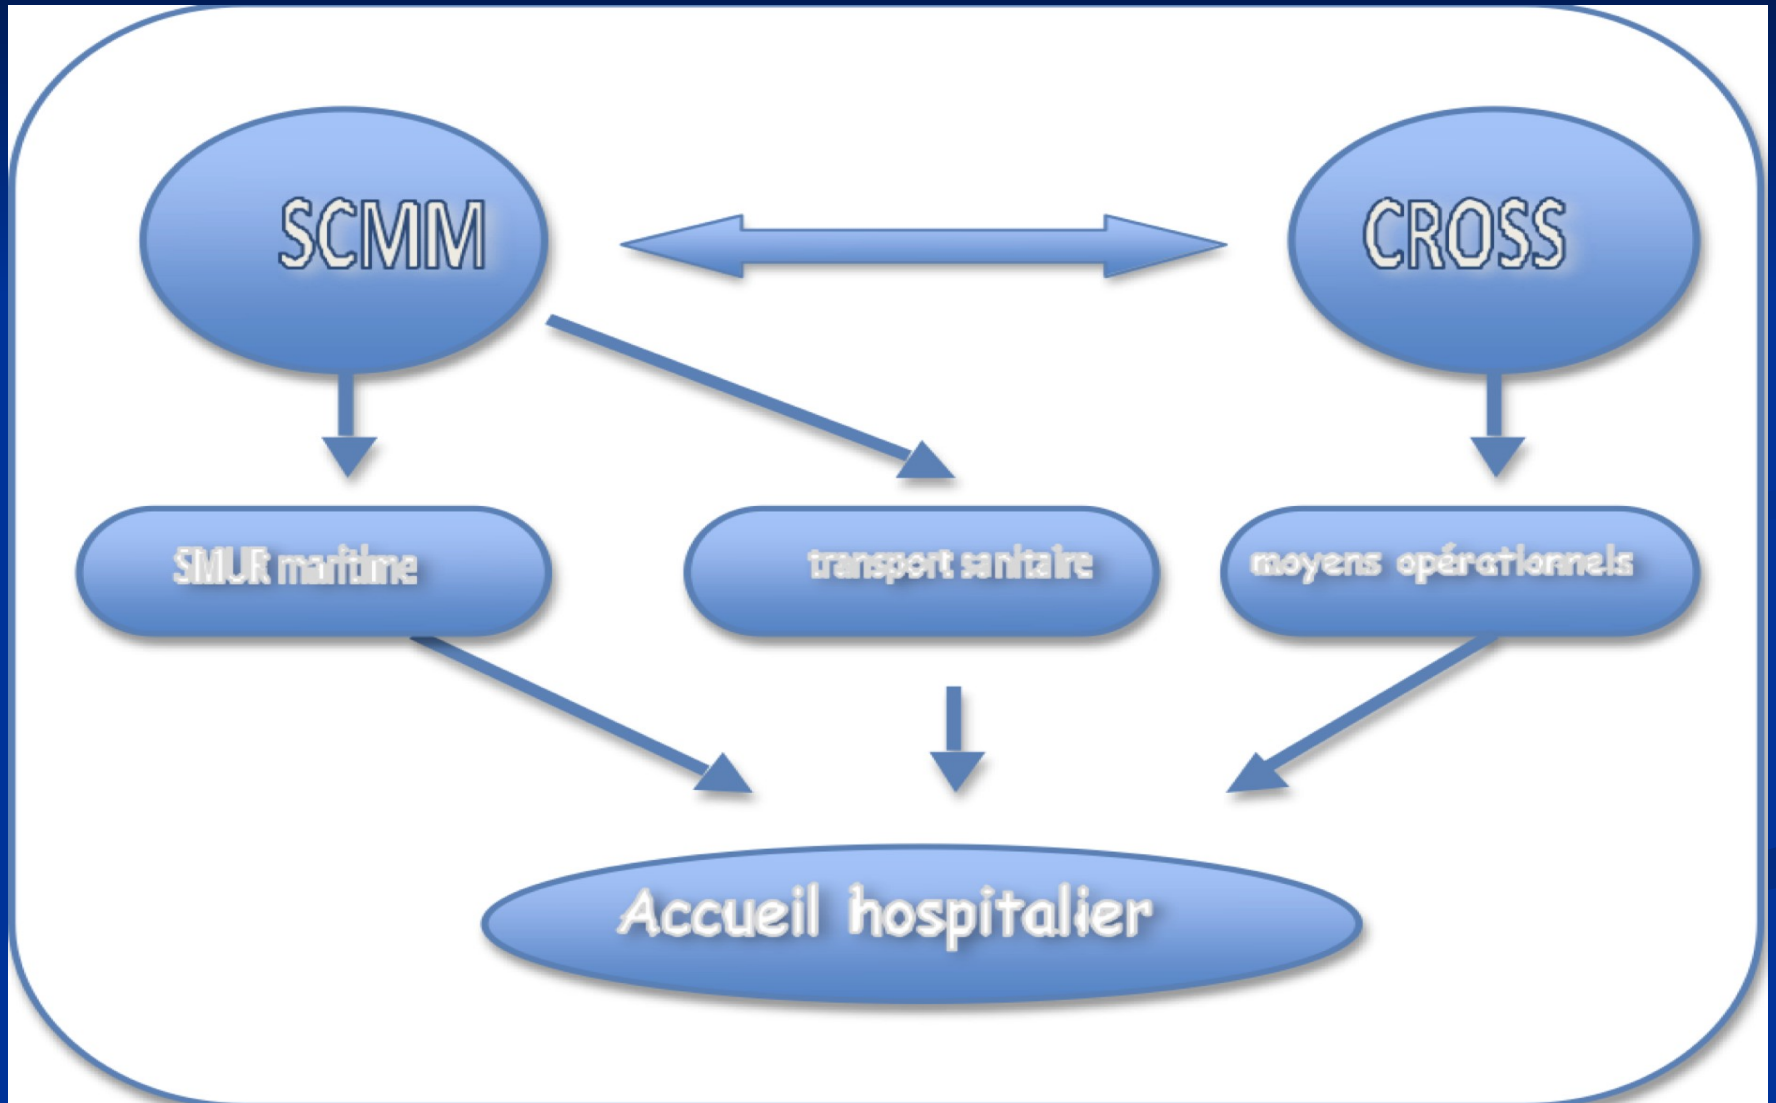 SCMM
CROSS
SMUR maritime
transport sanitaire
moyens opérationnels
Accueil hospitalier